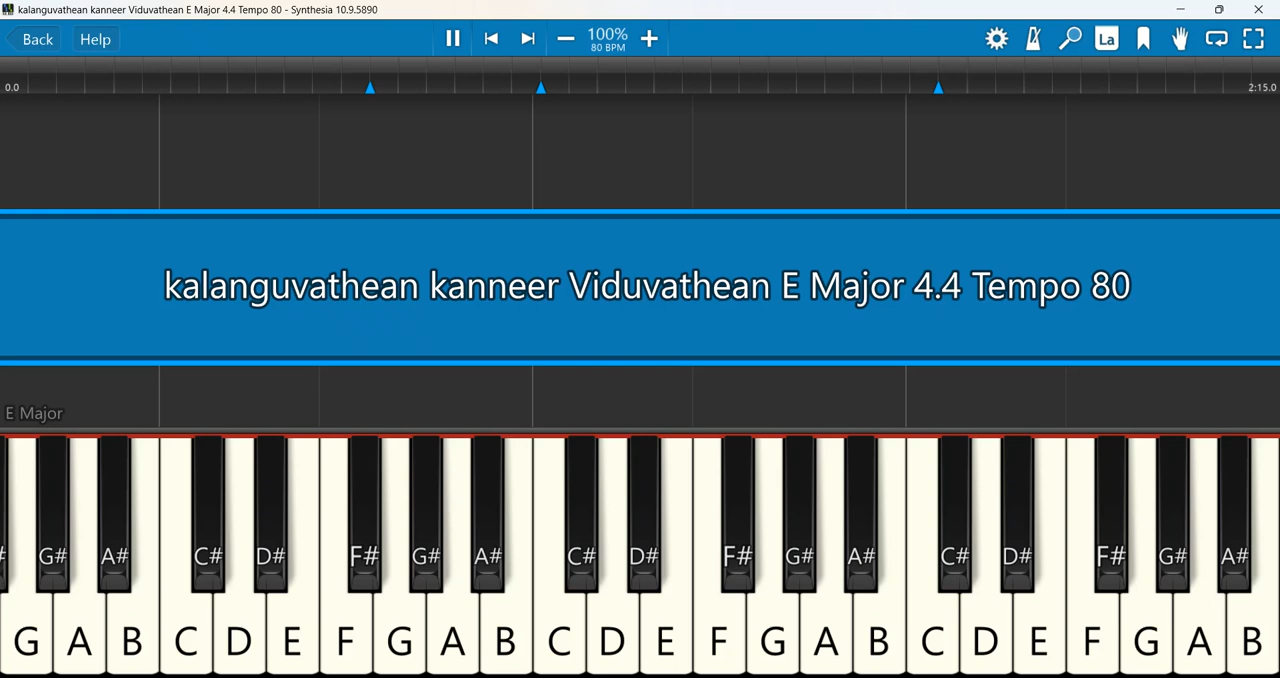 kalanguvathean kanneer Viduvathean E Major 4.4 Tempo 80 - Synthesia 10.9.5890
Back Help 100% La
80 BPM
0.0 2:15.0
kalanguvathean kanneer Viduvathean E Major 4.4 Tempo 80
E Major
# G# A# C# D# F# G# A# C# D# F# G# A# C# D# F# G# A#
G A B C D E F G A B C D E F G A B C D E F G A B